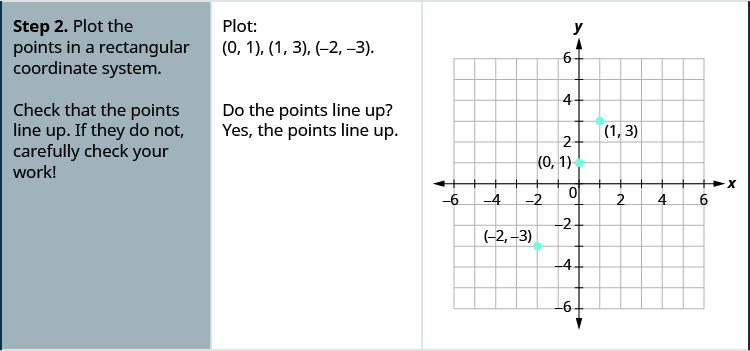 Step 2. Plot the
points in a rectangular
coordinate system.
Check that the points
line up. If they do not,
carefully check your
work!
Plot:
(0, 1), (1, 3), (–2, –3).
Do the points line up?
Yes, the points line up.
y
6
4
(1, 3)
2
(0, 1)
x
–6 –4 –2 0 2 4 6
–2
(–2, –3)
–4
–6